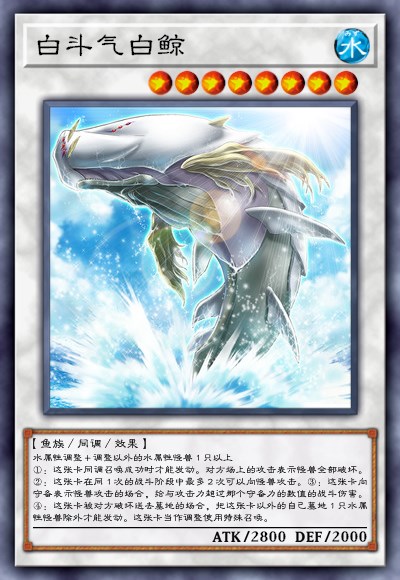 白斗气白鲸
みず
水
【鱼族/同调/效果】
水属性调整+调整以外的水属性怪兽1只以上
①：这张卡同调召唤成功时才能发动。对方场上的攻击表示怪兽全部破坏。
②：这张卡在同1次的战斗阶段中最多2次可以向怪兽攻击。③：这张卡向
守备表示怪兽攻击的场合，给与攻击力超过那个守备力的数值的战斗伤害。
④：这张卡被对方破坏送去墓地的场合，把这张卡以外的自己墓地1只水属
性怪兽除外才能发动。这张卡当作调整使用特殊召唤。
ATK/2800 DEF/2000